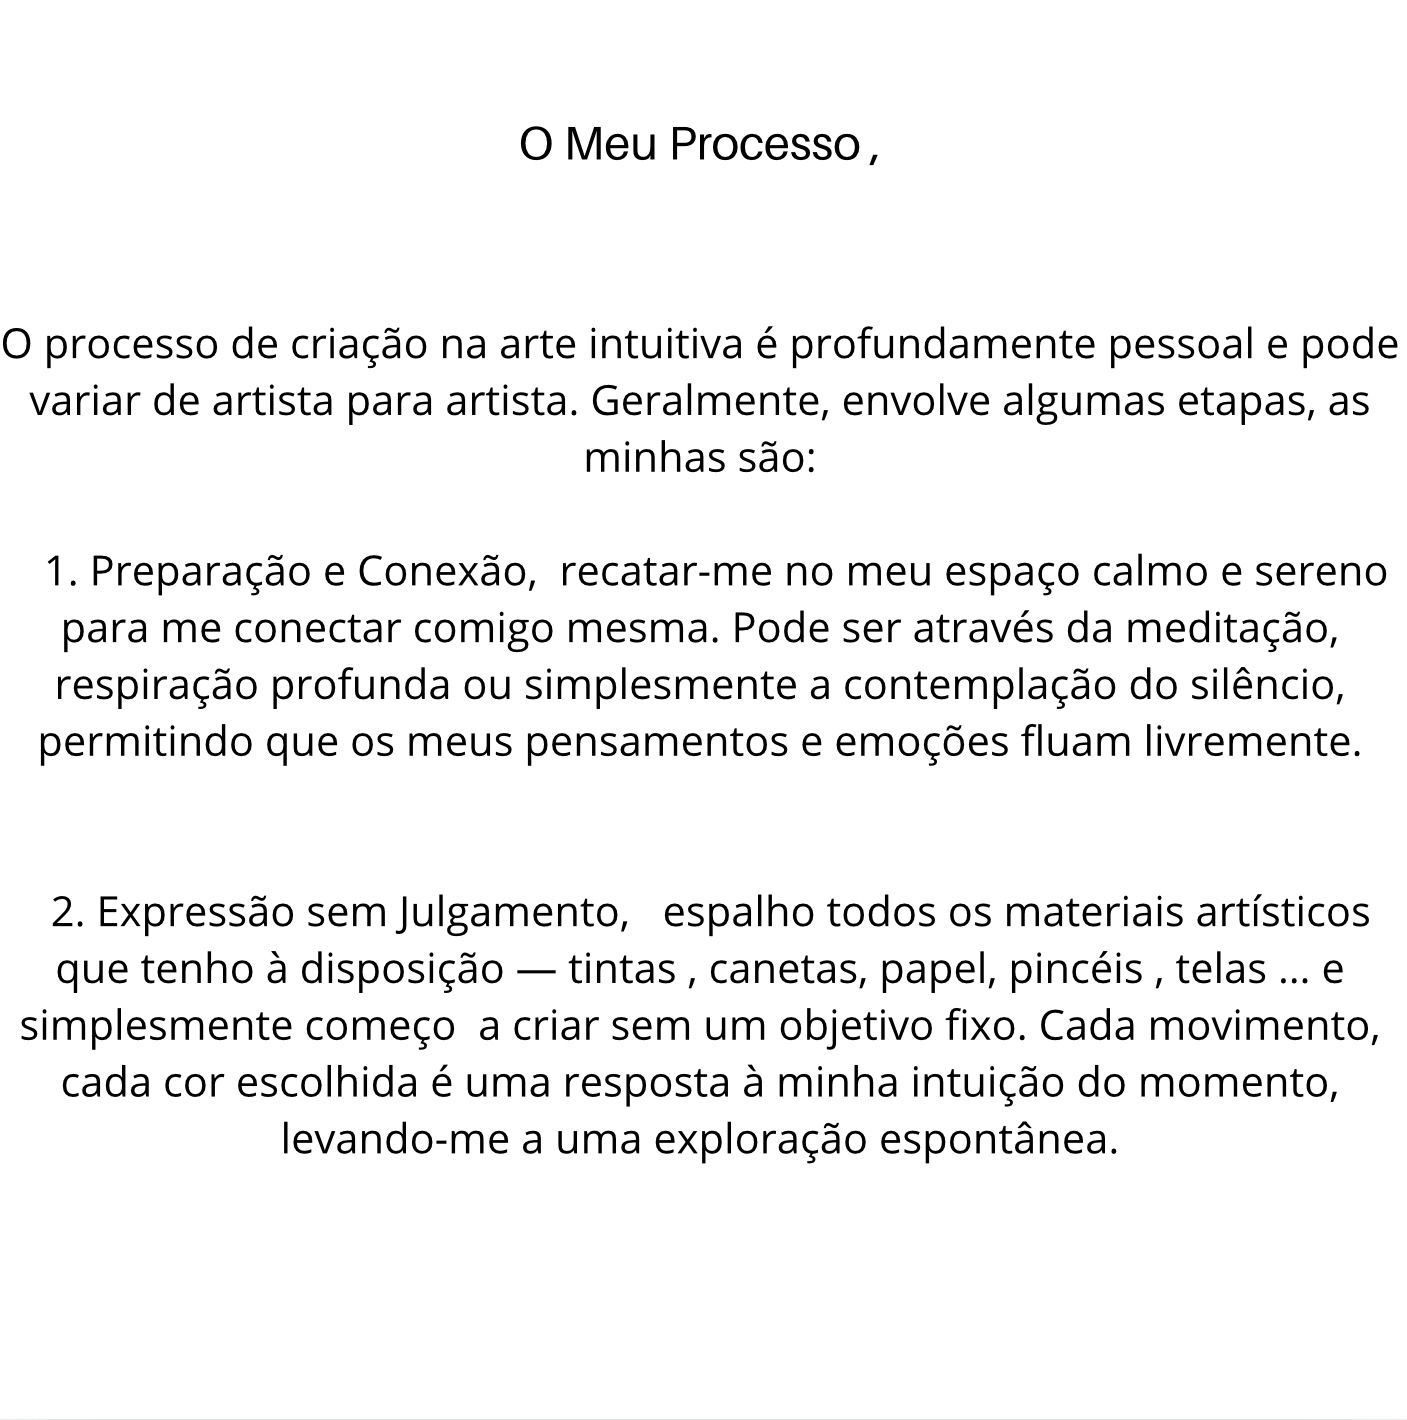 O Meu Processo ,
O processo de criação na arte intuitiva é profundamente pessoal e pode
variar de artista para artista. Geralmente, envolve algumas etapas, as
minhas são:
1. Preparação e Conexão,  recatar-me no meu espaço calmo e sereno
para me conectar comigo mesma. Pode ser através da meditação,
respiração profunda ou simplesmente a contemplação do silêncio,
permitindo que os meus pensamentos e emoções fluam livremente.
2. Expressão sem Julgamento,   espalho todos os materiais artísticos
que tenho à disposição — tintas , canetas, papel, pincéis , telas ... e
simplesmente começo  a criar sem um objetivo fixo. Cada movimento,
cada cor escolhida é uma resposta à minha intuição do momento,
levando-me a uma exploração espontânea.